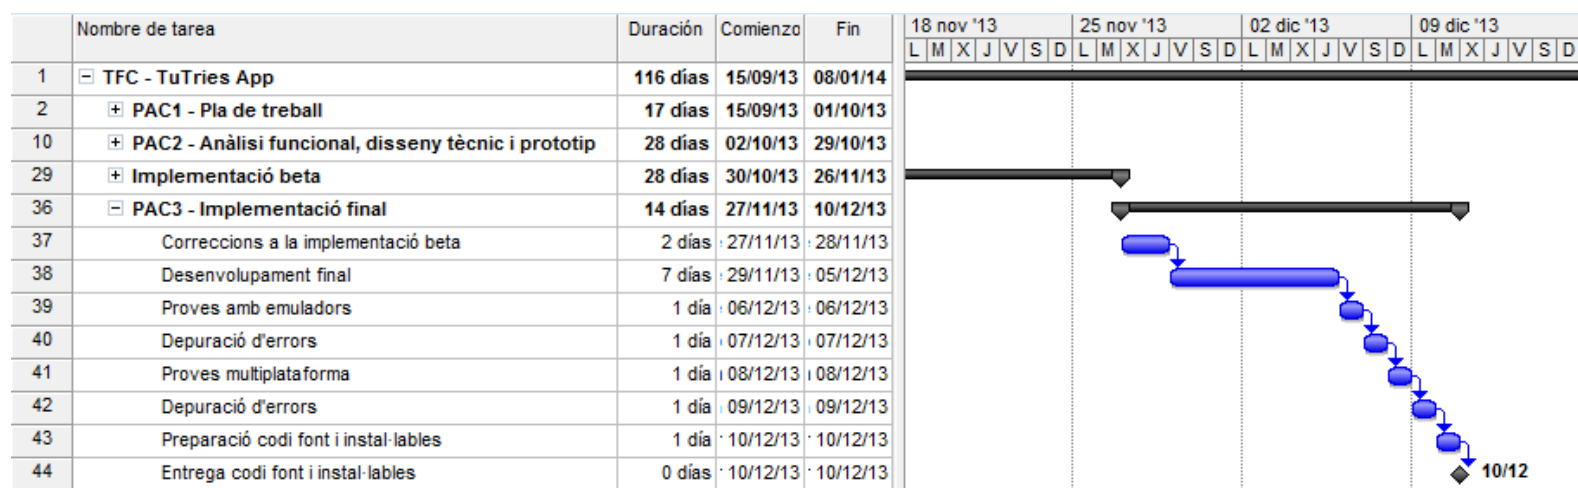 Nombre de tarea Duración Comienzo Fin 18 nov '13 25 nov '13 02 dic '13 09 dic '13
L M X J V S D L M X J V S D L M X J V S D L M X J V S D
1 TFC - TuTries App 116 días 15/09/13 08/01/14
2 PAC1 - Pla de treball 17 días 15/09/13 01/10/13
10 PAC2 - Anàlisi funcional, disseny tècnic i prototip 28 días 02/10/13 29/10/13
29 Implementació beta 28 días 30/10/13 26/11/13
36 PAC3 - Implementació final 14 días 27/11/13 10/12/13
37 Correccions a la implementació beta 2 días 27/11/13 28/11/13
38 Desenvolupament final 7 días 29/11/13 05/12/13
39 Proves amb emuladors 1 día 06/12/13 06/12/13
40 Depuració d'errors 1 día 07/12/13 07/12/13
41 Proves multiplataforma 1 día 08/12/13 08/12/13
42 Depuració d'errors 1 día 09/12/13 09/12/13
43 Preparació codi font i instal·lables 1 día 10/12/13 10/12/13
44 Entrega codi font i instal·lables 0 días 10/12/13 10/12/13 10/12